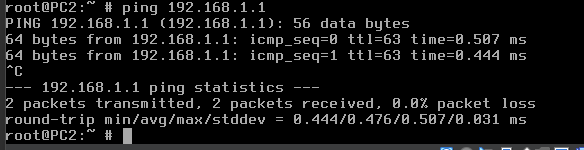 root@PC2:~ # ping 192.168.1.1
PING 192.168.1.1 (192.168.1.1): 56 data bytes
64 bytes from 192.168.1.1: icmp_seq=0 ttl=63 time=0.507 ms
64 bytes from 192.168.1.1: icmp_seq=1 ttl=63 time=0.444 ms
^C
--- 192.168.1.1 ping statistics ---
2 packets transmitted, 2 packets received, 0.0% packet loss
round-trip min/avg/max/stddev = 0.444/0.476/0.507/0.031 ms
root@PC2:~ #